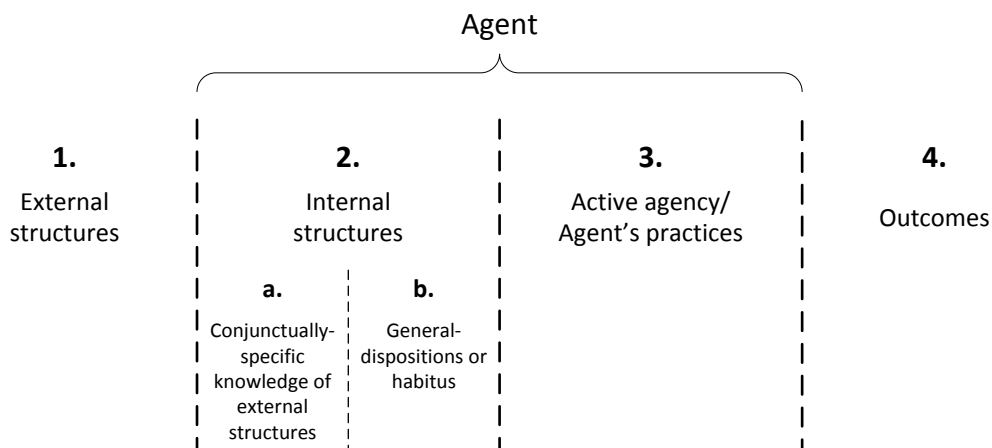 Agent
1.
External
structures
2.
Internal
structures
a.
Conjunctually-
specific
knowledge of
external
structures
b.
General-
dispositions or
habitus
3.
Active agency/
Agent’s practices
4.
Outcomes